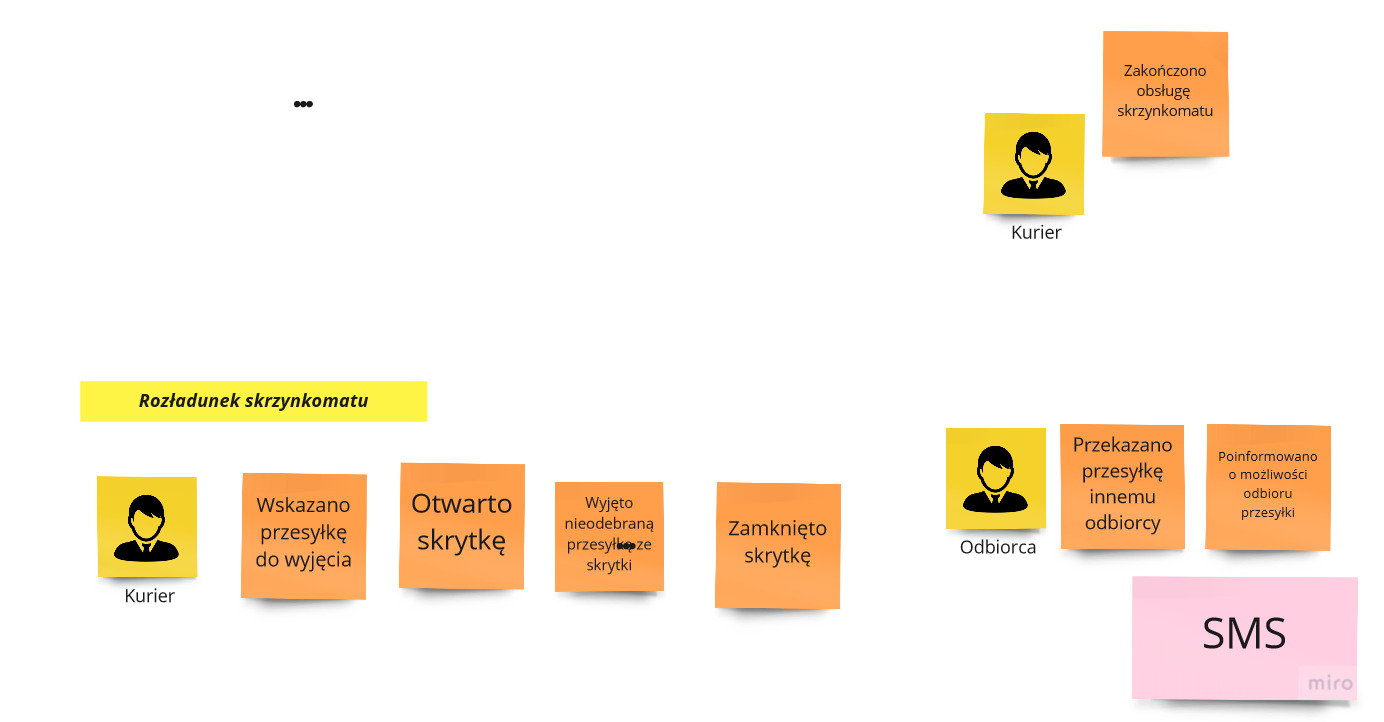 Zakończono
obsługę
skrzynkomatu
Kurier
Rozładunek skrzynkomatu
Kurier
Wskazano
przesyłkę
do wyjęcia
Otwarto
skrytkę
Wyjęto
nieodebraną
przesyłkę ze
skrytki
Zamknięto
skrytkę
Odbiorca
Przekazano
przesyłkę
innemu
odbiorcy
Poinformowano
o możliwości
odbioru
przesyłki
SMS
miro